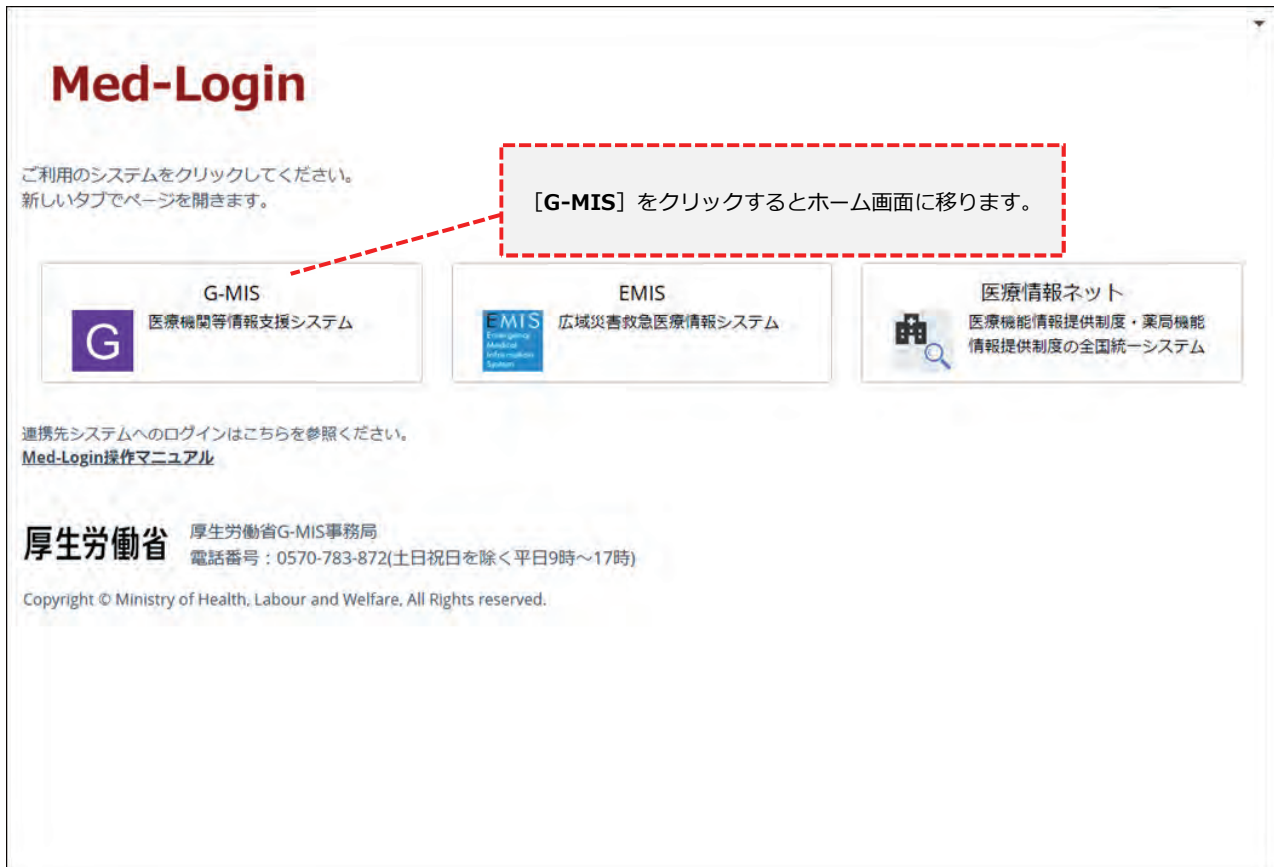 Med-Login
ご利用のシステムをクリックしてください。
新しいタブでページを開きます。
［G-MIS］をクリックするとホーム画面に移ります。
G-MIS
G
医療機関等情報支援システム
EMIS
EMIS
Emergency
Medical
Information
System
広域災害救急医療情報システム
医療情報ネット
医療機能情報提供制度・薬局機能
情報提供制度の全国統一システム
連携先システムへのログインはこちらを参照ください。
Med-Login操作マニュアル
厚生労働省
厚生労働省G-MIS事務局
電話番号：0570-783-872(土日祝日を除く平日9時～17時)
Copyright © Ministry of Health, Labour and Welfare, All Rights reserved.